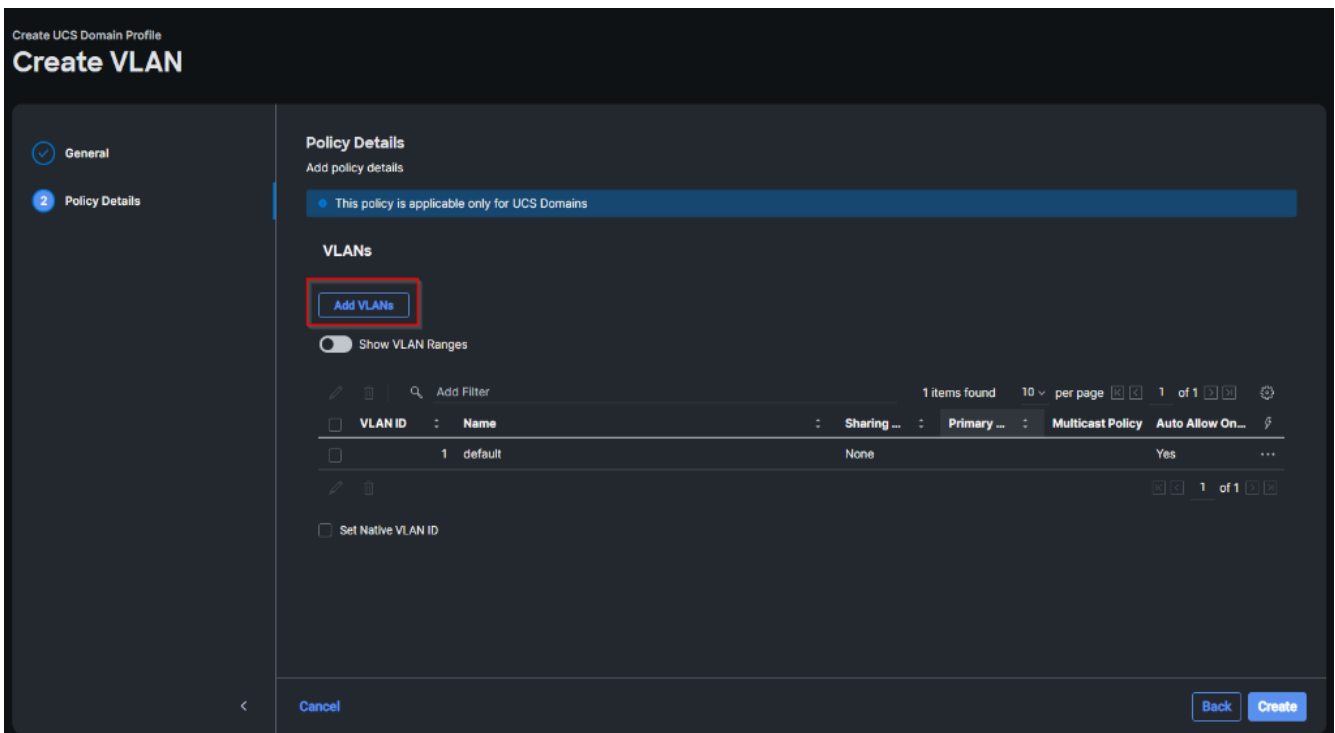 Create UCS Domain Profile
Create VLAN
General
2 Policy Details
Policy Details
Add policy details
This policy is applicable only for UCS Domains
VLANs
Add VLANs
Show VLAN Ranges
Add Filter 1 items found 10 per page 1 of 1
VLAN ID Name Sharing ... Primary ... Multicast Policy Auto Allow On...
1 default None Yes ...
1 of 1
Set Native VLAN ID
Cancel Back Create